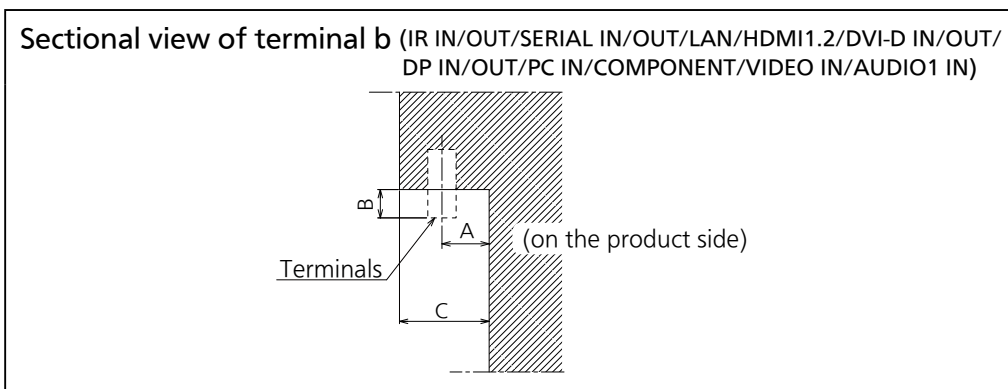 Sectional view of terminal b (IR IN/OUT/SERIAL IN/OUT/LAN/HDMI1.2/DVI-D IN/OUT/
DP IN/OUT/PC IN/COMPONENT/VIDEO IN/AUDIO1 IN)
B
A
(on the product side)
Terminals
C